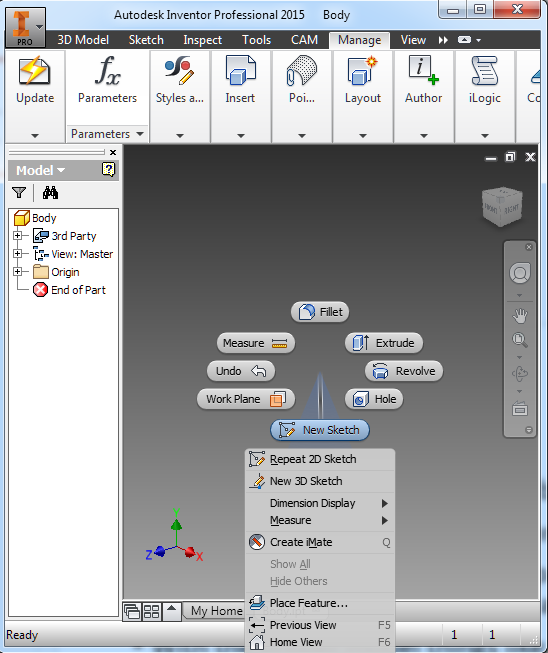 Autodesk Inventor Professional 2015 Body
PRO
3D Model Sketch Inspect Tools CAM Manage View
Update Parameters Styles a... Insert Poi... Layout Author iLogic Co
Parameters
Model
Body
3rd Party
View: Master
Origin
End of Part
FRONT RIGHT
Fillet
Measure Extrude
Undo Revolve
Work Plane Hole
New Sketch
Repeat 2D Sketch
New 3D Sketch
Dimension Display
Measure
Create iMate Q
Show All
Hide Others
Place Feature...
Previous View F5
Home View F6
Z Y X
My Home
Ready 1 1